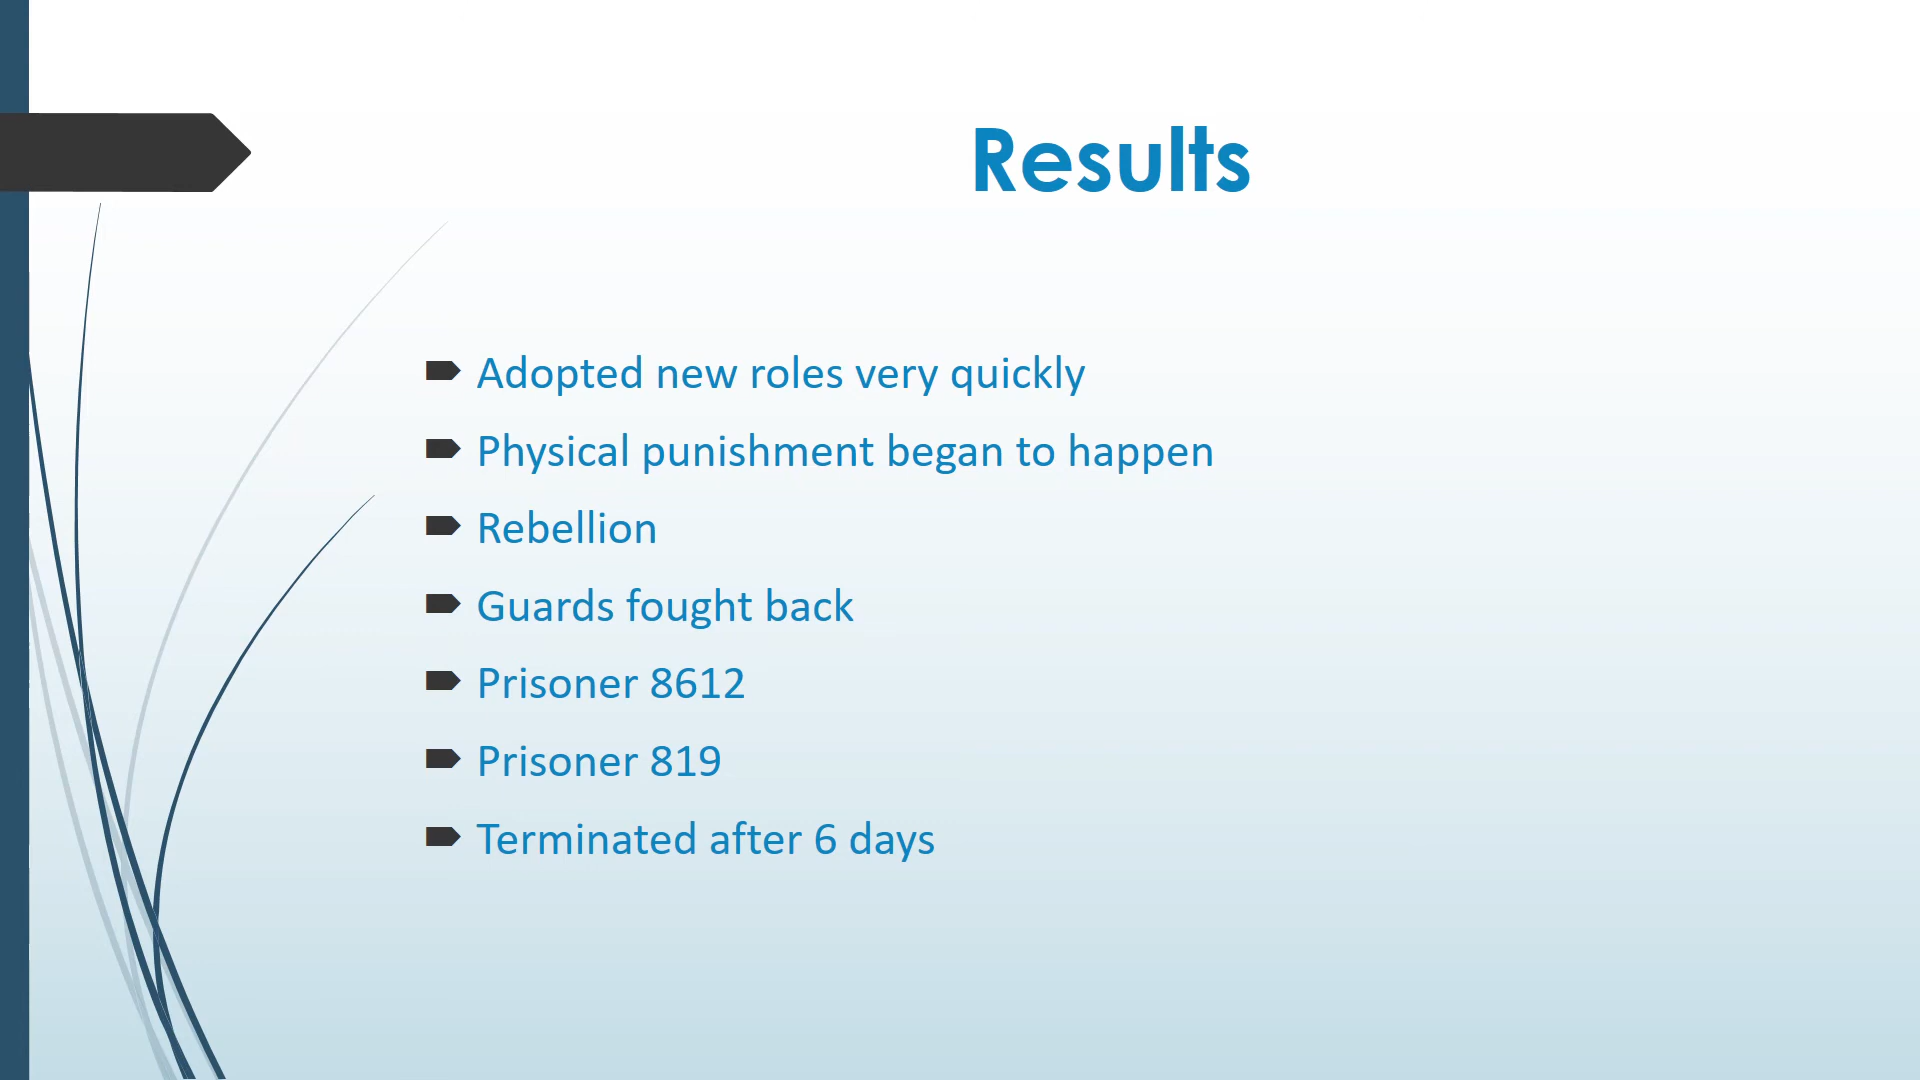 Results
Adopted new roles very quickly
Physical punishment began to happen
Rebellion
Guards fought back
Prisoner 8612
Prisoner 819
Terminated after 6 days